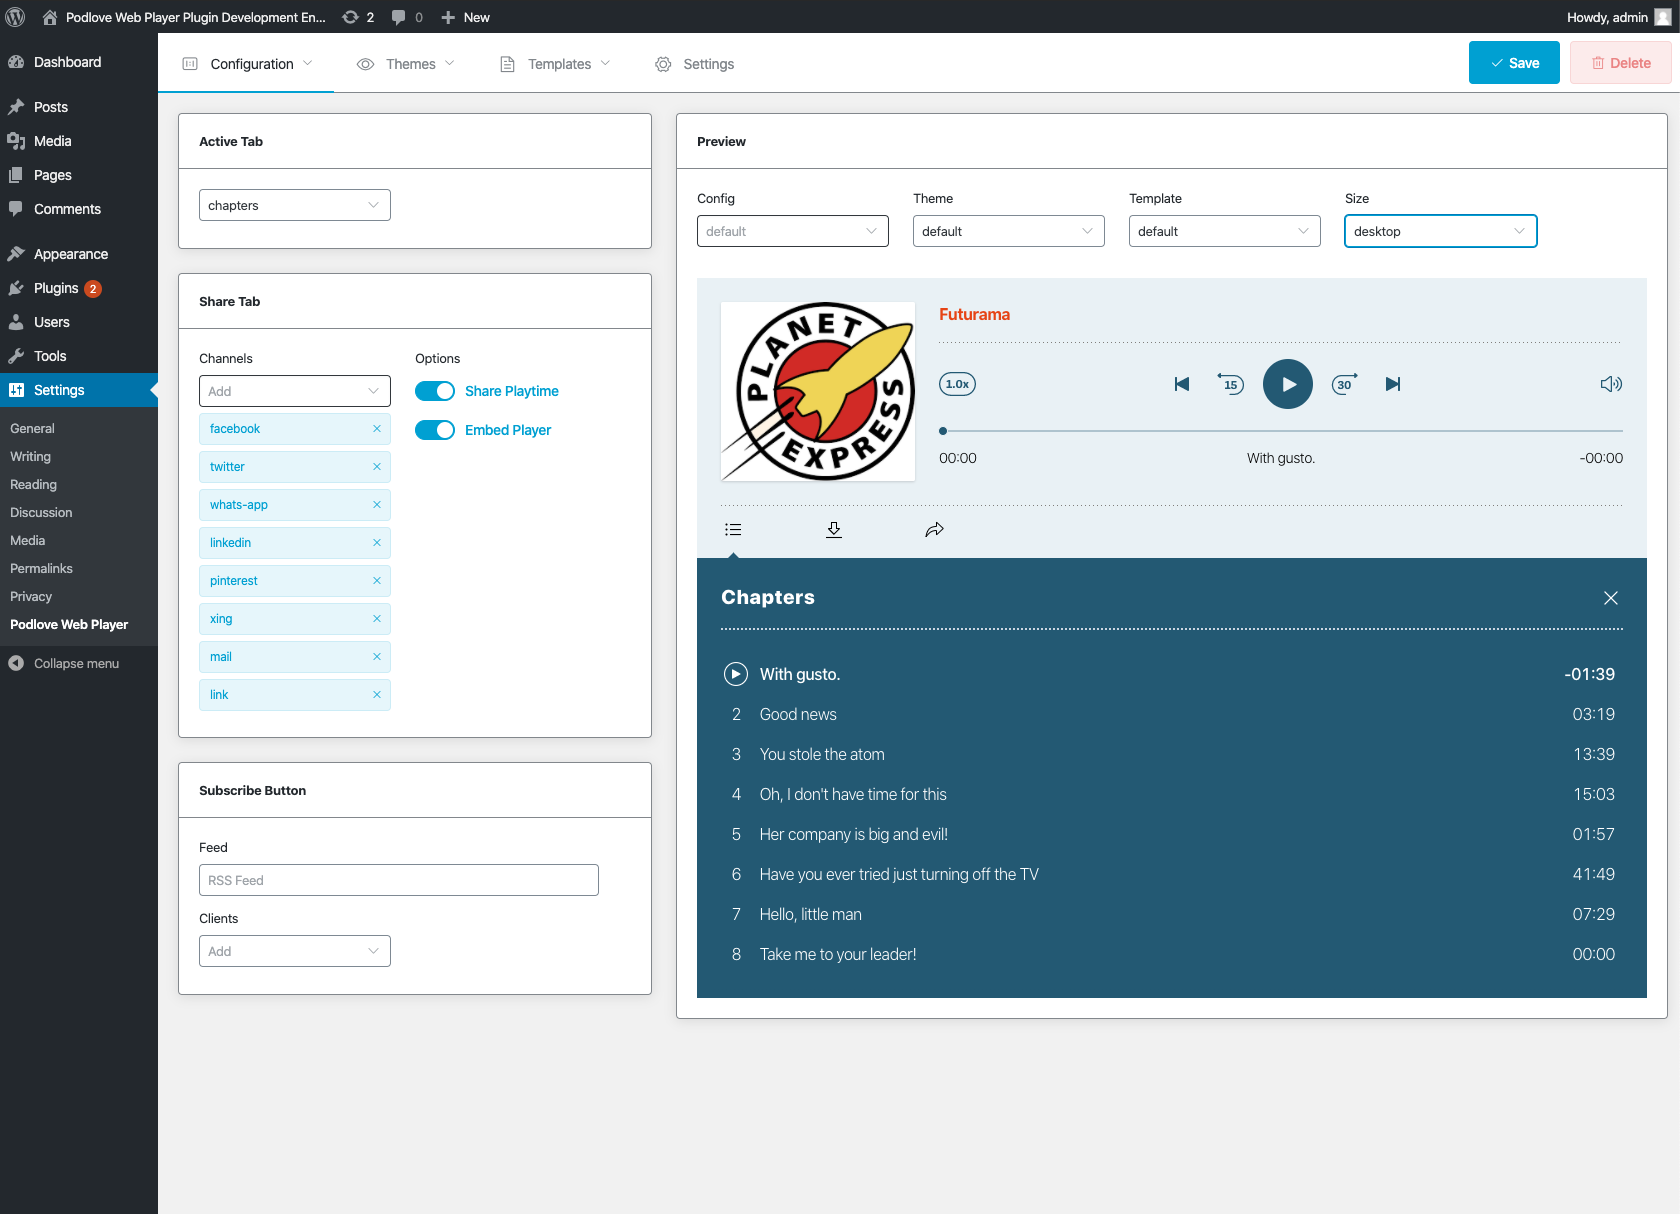 Podlove Web Player Plugin Development En...
2
0
New
Howdy, admin
Dashboard
Posts
Media
Pages
Comments
Appearance
Plugins 2
Users
Tools
Settings
General
Writing
Reading
Discussion
Media
Permalinks
Privacy
Podlove Web Player
Collapse menu
Configuration
Themes
Templates
Settings
Save
Delete
Active Tab
chapters
Share Tab
Channels
Add
facebook
twitter
whats-app
linkedin
pinterest
xing
mail
link
Options
Share Playtime
Embed Player
Subscribe Button
Feed
RSS Feed
Clients
Add
Preview
Config
default
Theme
default
Template
default
Size
desktop
PLANET
EXPRESS
Futurama
1.0x
15
30
00:00
With gusto.
-00:00
Chapters
With gusto. -01:39
2 Good news 03:19
3 You stole the atom 13:39
4 Oh, I don't have time for this 15:03
5 Her company is big and evil! 01:57
6 Have you ever tried just turning off the TV 41:49
7 Hello, little man 07:29
8 Take me to your leader! 00:00